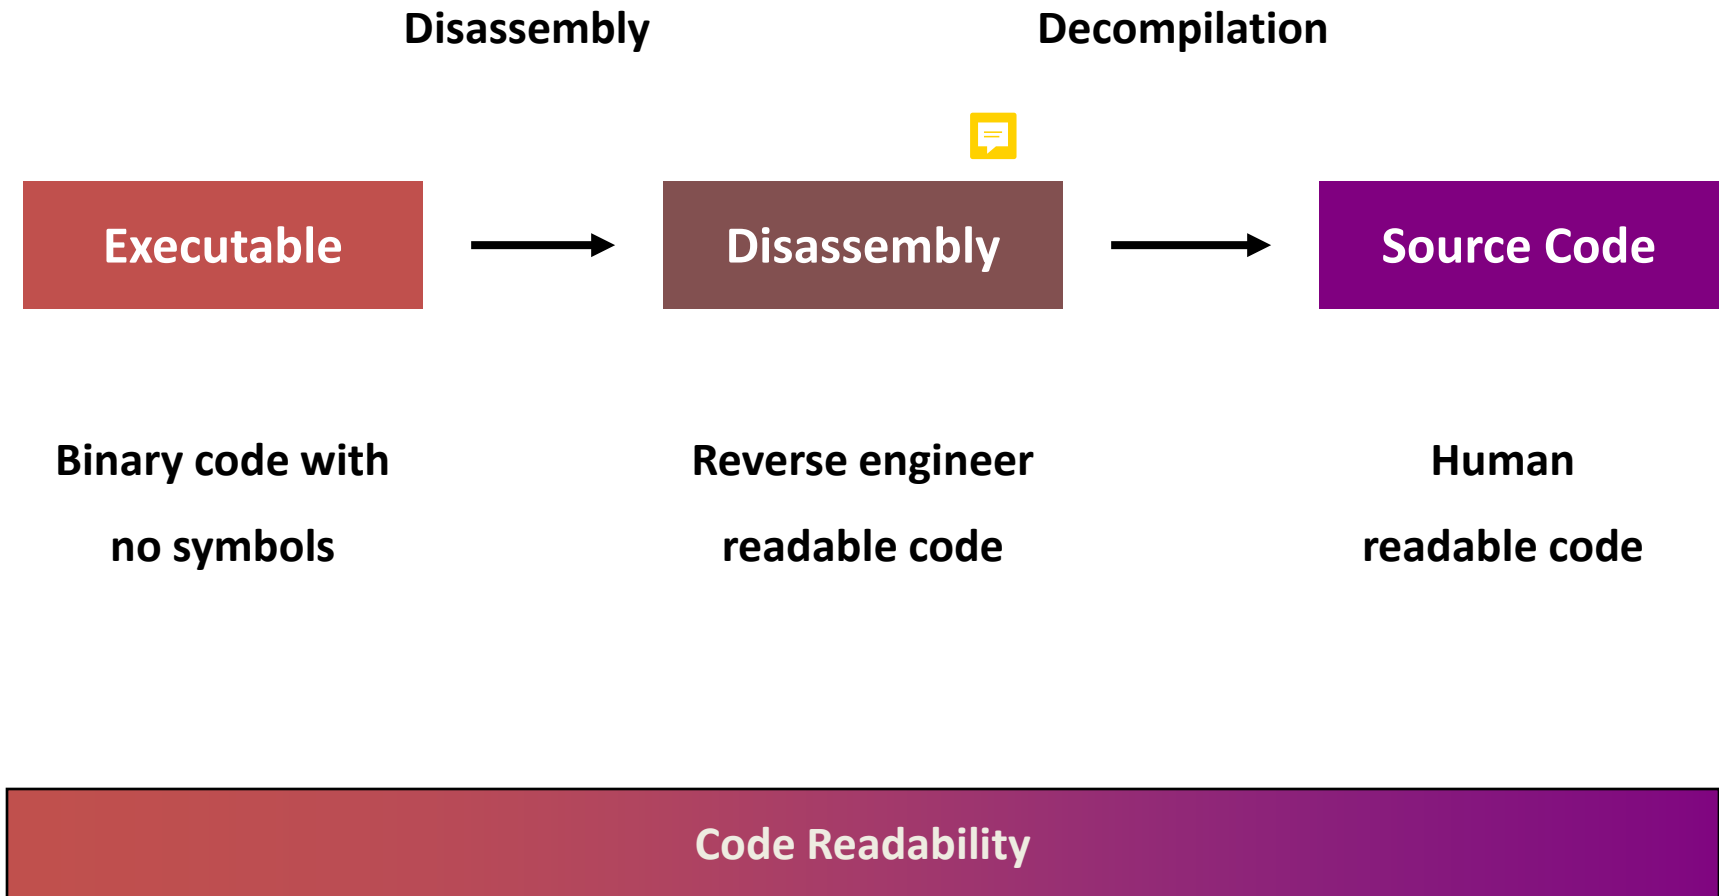 Disassembly
Decompilation
Executable
Disassembly
Source Code
Binary code with
no symbols
Reverse engineer
readable code
Human
readable code
Code Readability